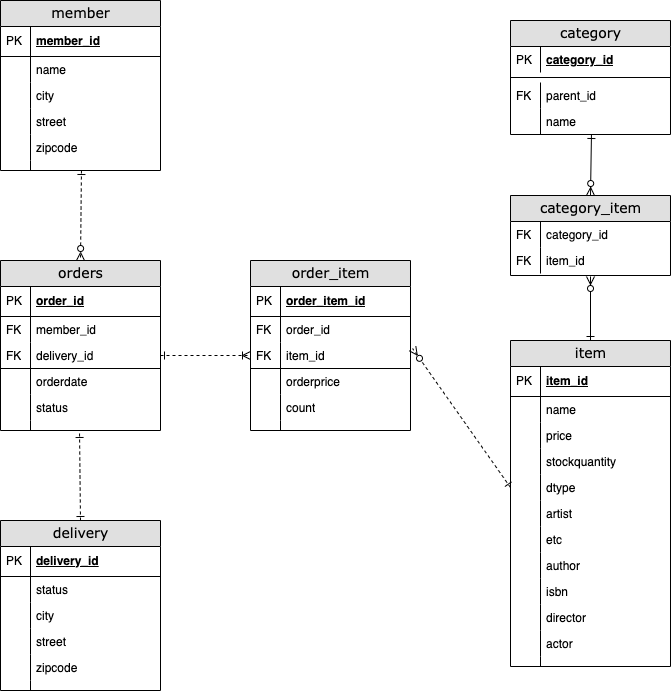 member
PK member_id
name
city
street
zipcode
category
PK category_id
FK parent_id
name
category_item
FK category_id
FK item_id
orders
PK order_id
FK member_id
FK delivery_id
orderdate
status
order_item
PK order_item_id
FK order_id
FK item_id
orderprice
count
item
PK item_id
name
price
stockquantity
dtype
artist
etc
author
isbn
director
actor
delivery
PK delivery_id
status
city
street
zipcode